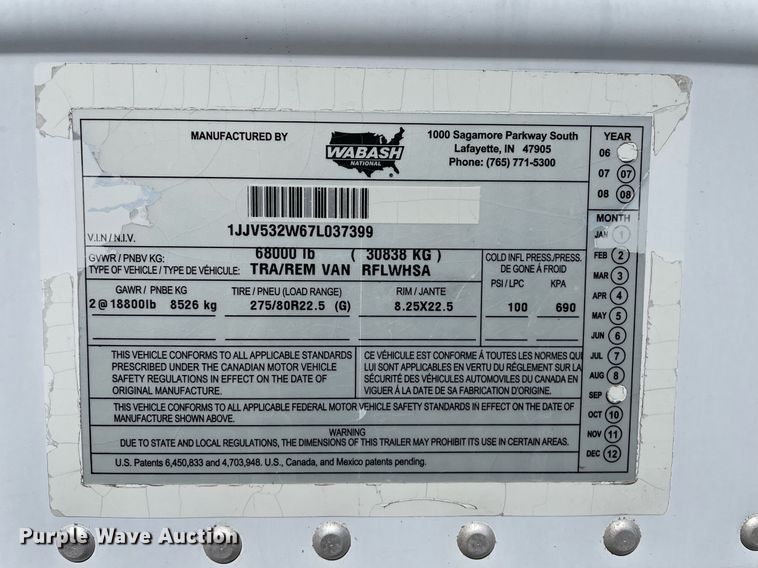 MANUFACTURED BY
WABASH
NATIONAL
1000 Sagamore Parkway South
Lafayette, IN 47905
Phone: (765) 771-5300
YEAR
06
07 07
08 08
V.I.N / N.I.V.
1JJV532W67L037399
MONTH
JAN 1
FEB 2
MAR 3
APR 4
MAY 5
JUN 6
JUL 7
AUG 8
SEP
OCT 10
NOV 11
DEC 12
GVWR / PNBV KG: 68000 lb ( 30838 KG )
TYPE OF VEHICLE / TYPE DE VÉHICULE: TRA/REM VAN RFLWHSA
COLD INFL PRESS/PRESS.
DE GONE À FROID
PSI / LPC KPA
100 690
GAWR / PNBE KG
2 @ 18800lb 8526 kg
TIRE / PNEU (LOAD RANGE)
275/80R22.5 (G)
RIM / JANTE
8.25X22.5
THIS VEHICLE CONFORMS TO ALL APPLICABLE STANDARDS
PRESCRIBED UNDER THE CANADIAN MOTOR VEHICLE
SAFETY REGULATIONS IN EFFECT ON THE DATE OF
ORIGINAL MANUFACTURE.
CE VÉHICULE EST CONFORME À TOUTES LES NORMES QUI
LUI SONT APPLICABLES EN VERTU DU RÉGLEMENT SUR LA
SÉCURITÉ DES VÉHICULES AUTOMOVILES DU CANADA EN
VIGUER À LA DATE DE SA FABRICATION D'ORIGINE.
THIS VEHICLE CONFORMS TO ALL APPLICABLE FEDERAL MOTOR VEHICLE SAFETY STANDARDS IN EFFECT ON THE DATE OF
MANUFACTURE SHOWN ABOVE.
WARNING
DUE TO STATE AND LOCAL REGULATIONS, THE DIMENSIONS OF THIS TRAILER MAY PROHIBIT ITS USE IN CERTAIN AREAS.
U.S. Patents 6,450,833 and 4,703,948. U.S., Canada, and Mexico patents pending.
Purple Wave Auction